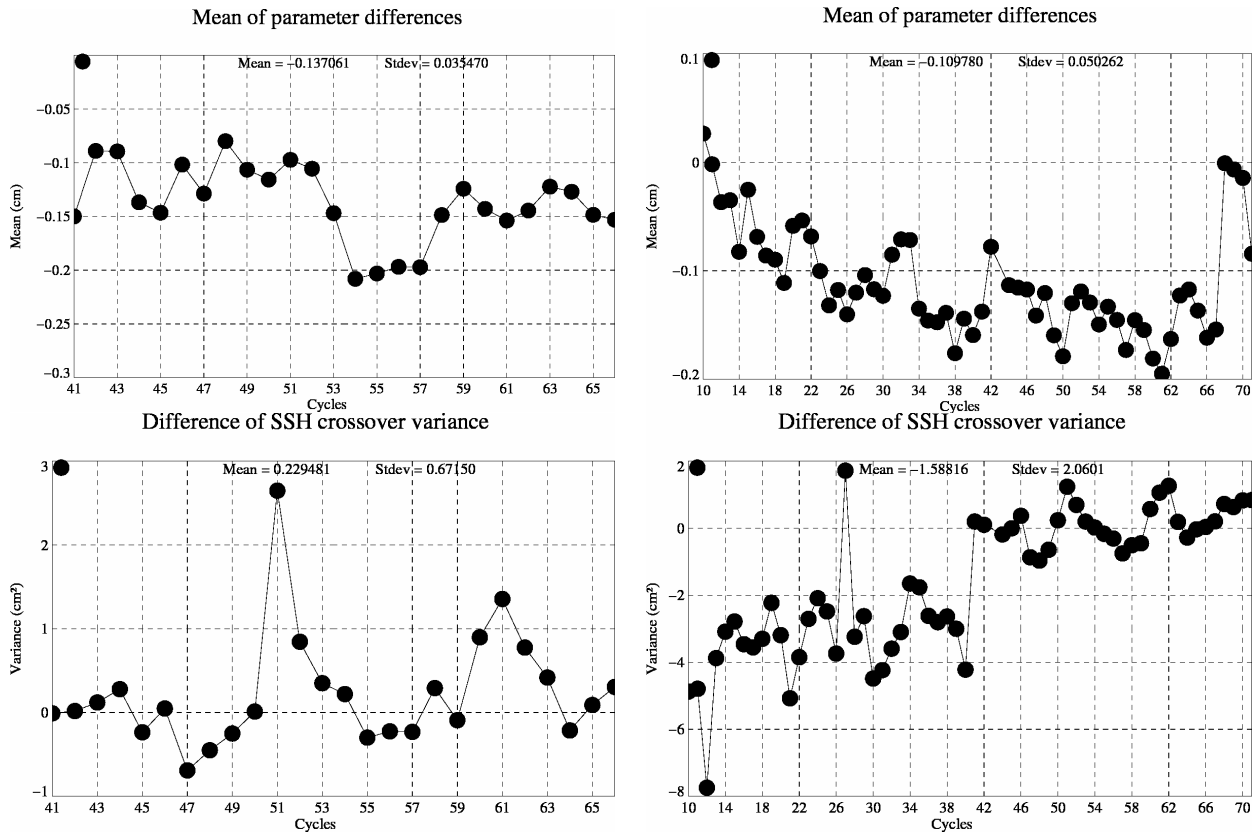 Mean of parameter differences
Mean = −0.137061 Stdev = 0.035470
−0.05
−0.1
−0.15
−0.2
−0.25
−0.3
Mean (cm)
41 43 45 47 49 51 53 55 57 59 61 63 65
Cycles
Mean of parameter differences
Mean = −0.109780 Stdev = 0.050262
0.1
0
−0.1
−0.2
Mean (cm)
10 14 18 22 26 30 34 38 42 46 50 54 58 62 66 70
Cycles
Difference of SSH crossover variance
Mean = 0.229481 Stdev = 0.67150
3
2
1
0
−1
Variance (cm²)
41 43 45 47 49 51 53 55 57 59 61 63 65
Cycles
Difference of SSH crossover variance
Mean = −1.58816 Stdev = 2.0601
2
0
−2
−4
−6
−8
Variance (cm²)
10 14 18 22 26 30 34 38 42 46 50 54 58 62 66 70
Cycles